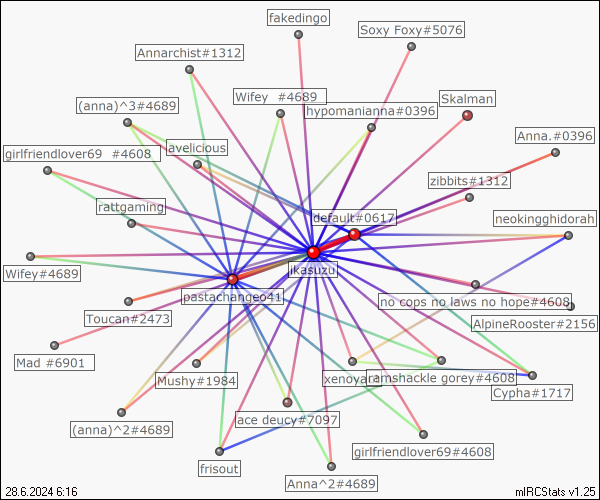 fakedingo
Soxy Foxy#5076
Annarchist#1312
Wifey #4689
Skalman
(anna)^3#4689
hypomanianna#0396
Anna.#0396
avelicious
girlfriendlover69 #4608
zibbits#1312
rattgaming
default#0617
neokingghidorah
Wifey#4689
ikasuzu
pastachangeo41
no cops no laws no hope#4608
Toucan#2473
AlpineRooster#2156
Mad #6901
Mushy#1984
ramshackle gorey#4608
Cypha#1717
(anna)^2#4689
ace deucy#7097
girlfriendlover69#4608
frisout
Anna^2#4689
28.6.2024 6:16
mIRCStats v1.25